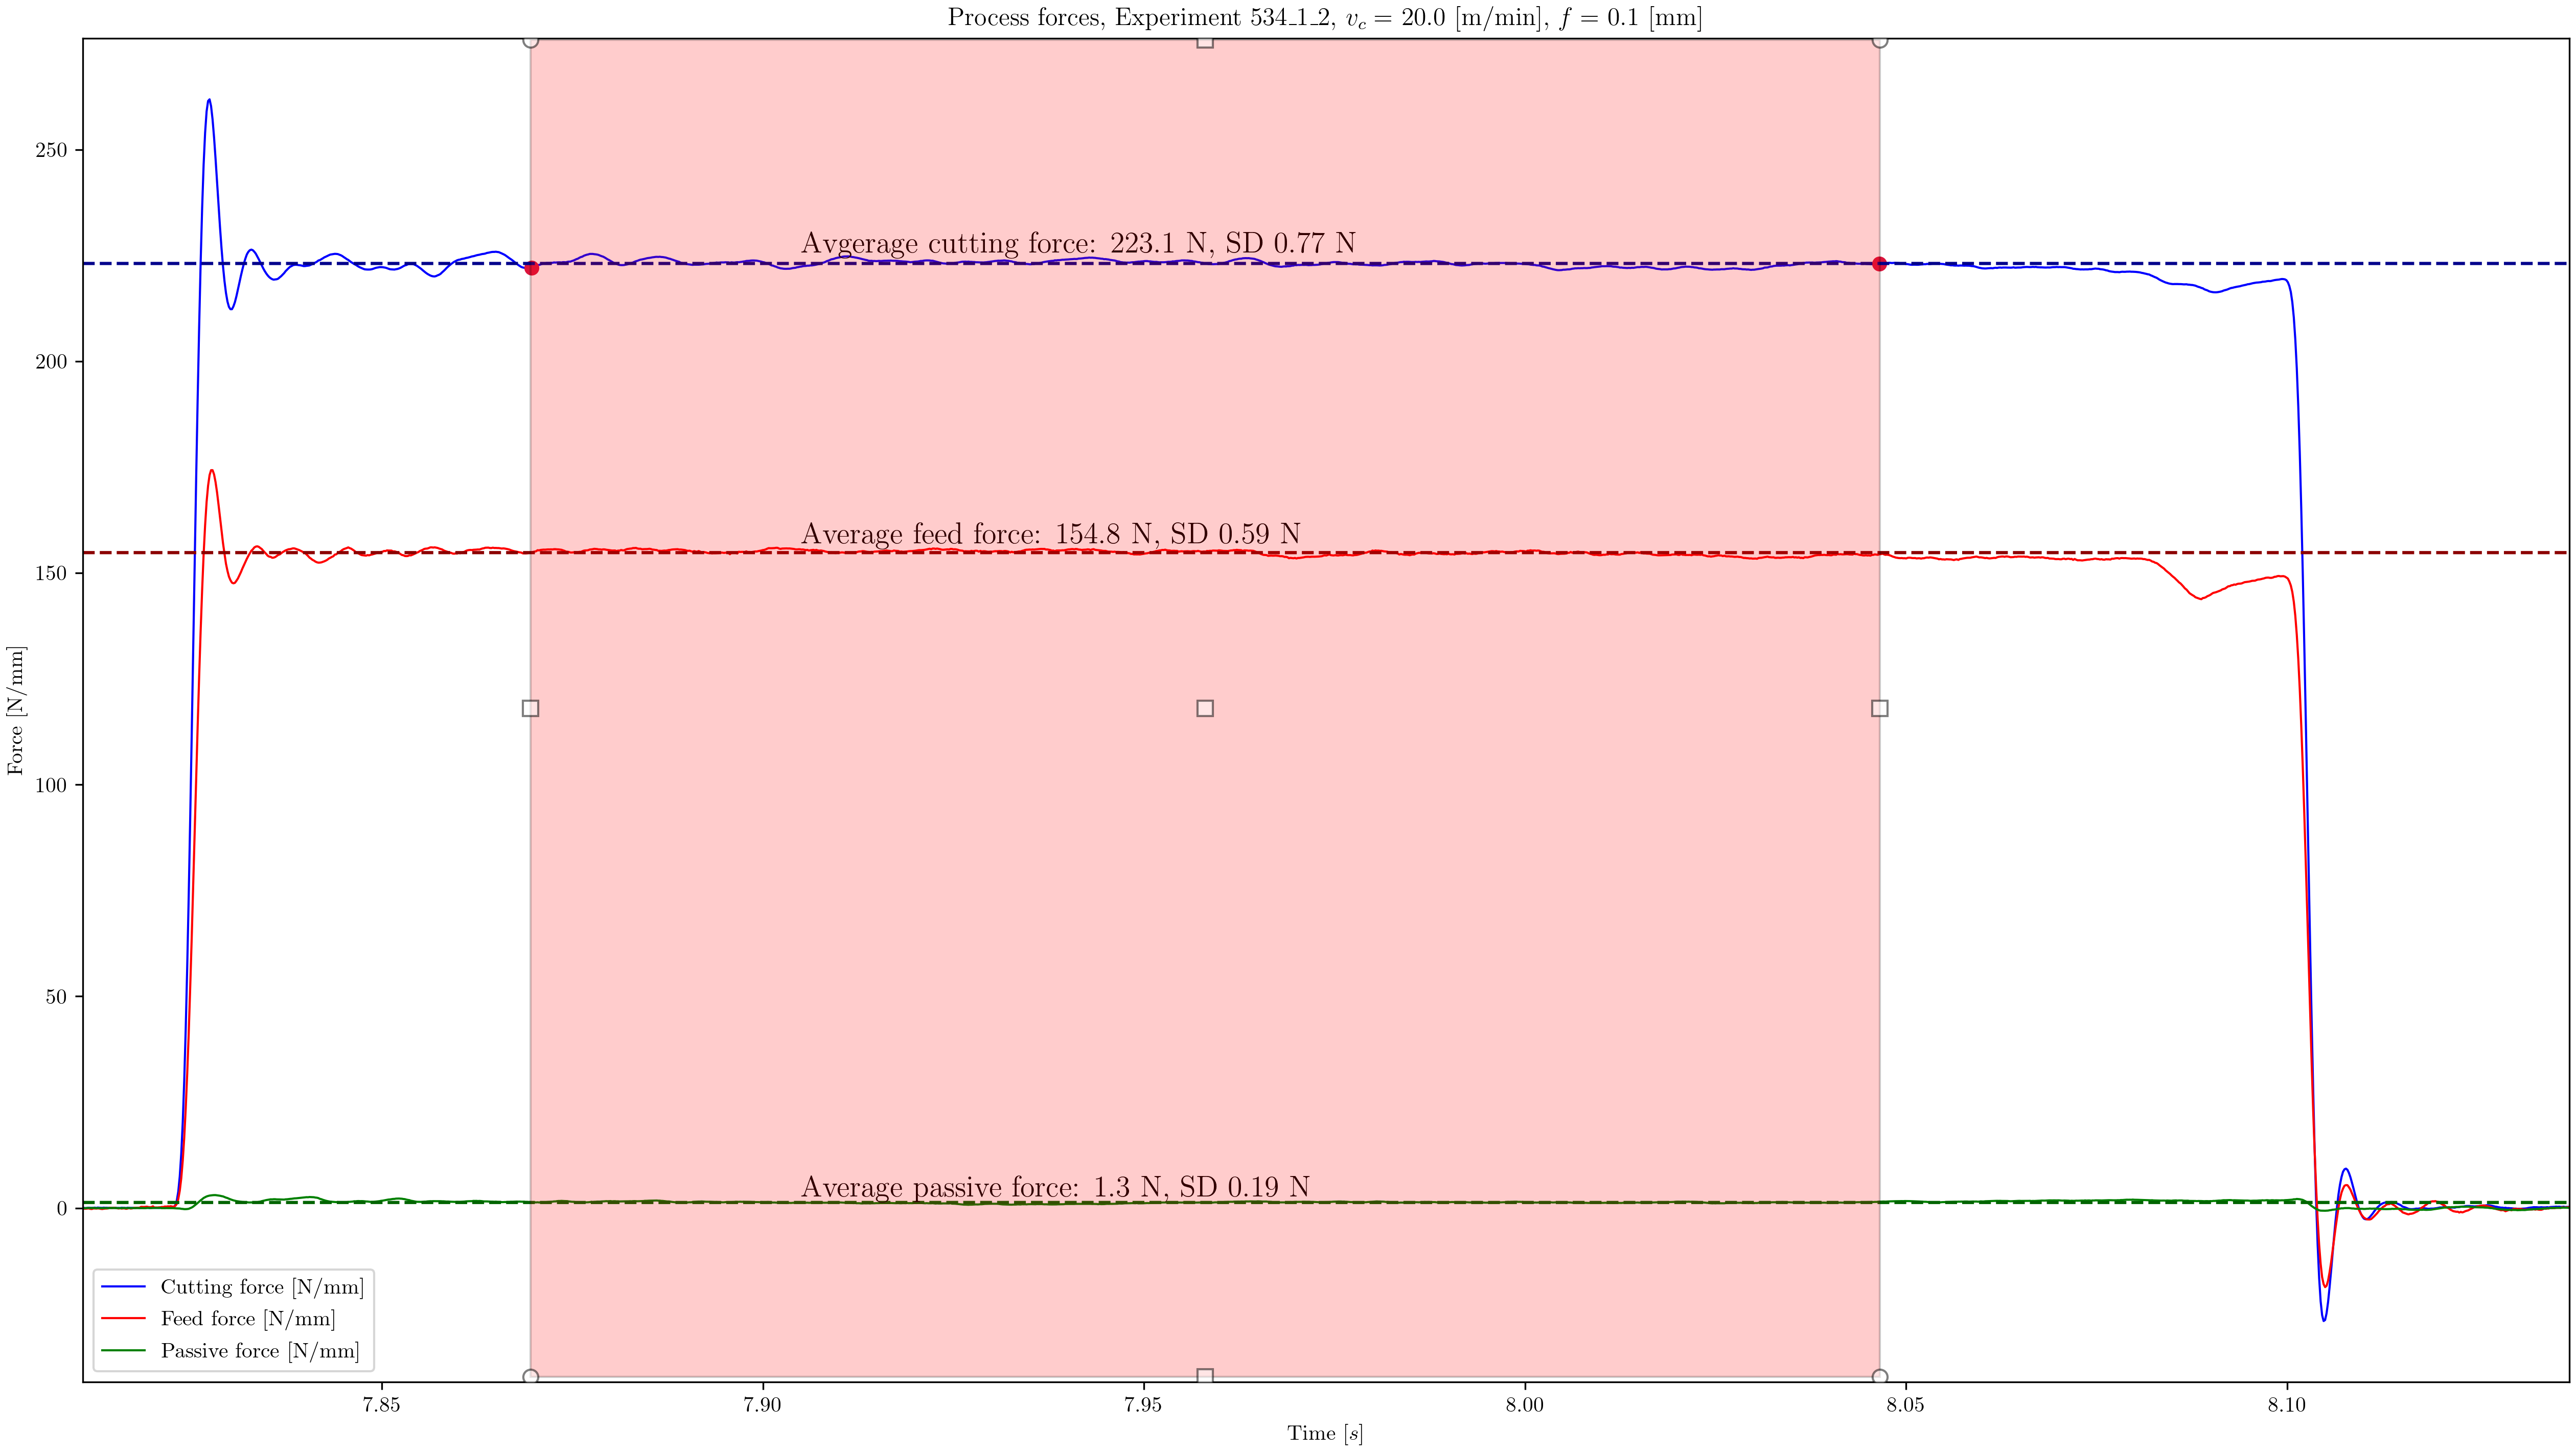 Process forces, Experiment 534_1_2, v_c = 20.0 [m/min], f = 0.1 [mm]
250
200
150
100
50
0
Force [N/mm]
Avgerage cutting force: 223.1 N, SD 0.77 N
Average feed force: 154.8 N, SD 0.59 N
Average passive force: 1.3 N, SD 0.19 N
Cutting force [N/mm]
Feed force [N/mm]
Passive force [N/mm]
7.85 7.90 7.95 8.00 8.05 8.10
Time [s]